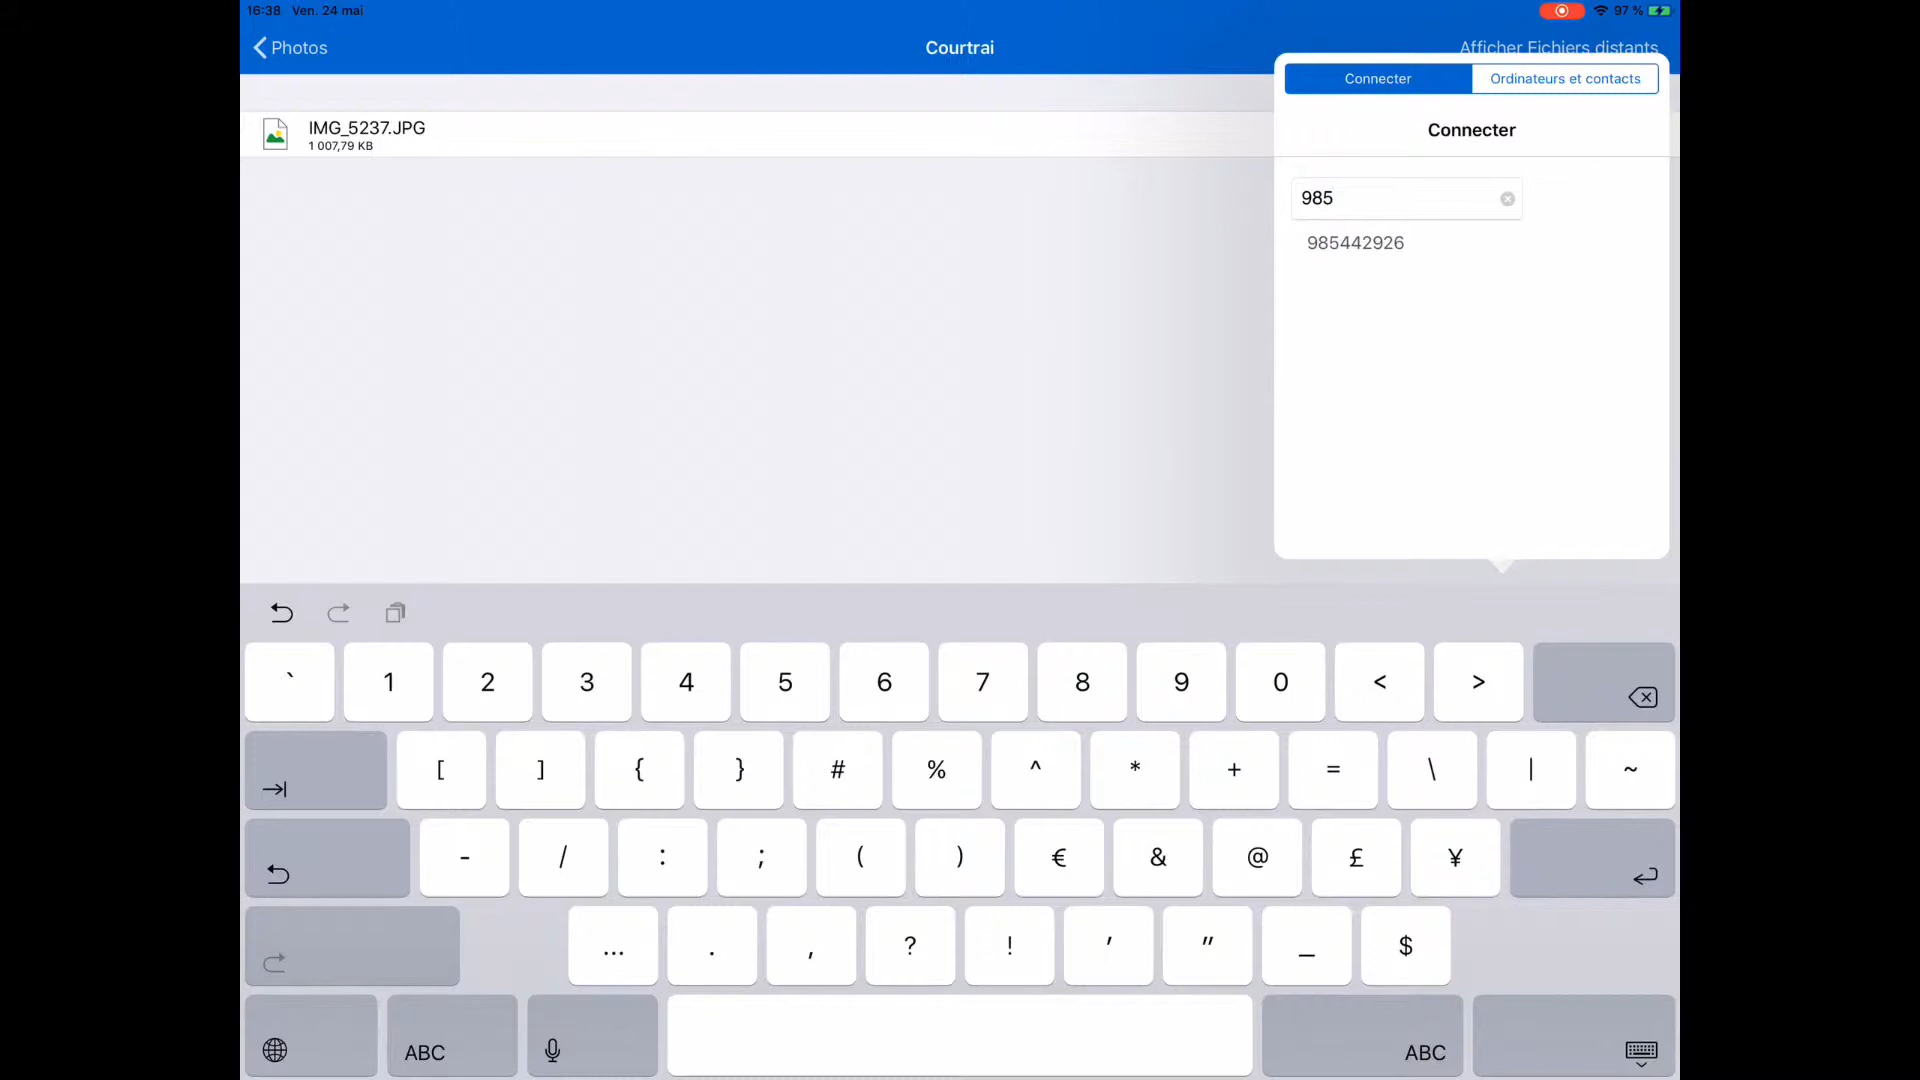 16:38 Ven. 24 mai 97 %
Photos Courtrai Afficher Fichiers distants
Connecter Ordinateurs et contacts
Connecter
IMG_5237.JPG
1 007,79 KB
985
985442926
` 1 2 3 4 5 6 7 8 9 0 < >
[ ] { } # % ^ * + = \ | ~
- / : ; ( ) € & @ £ ¥
... . , ? ! ' " _ $
ABC ABC